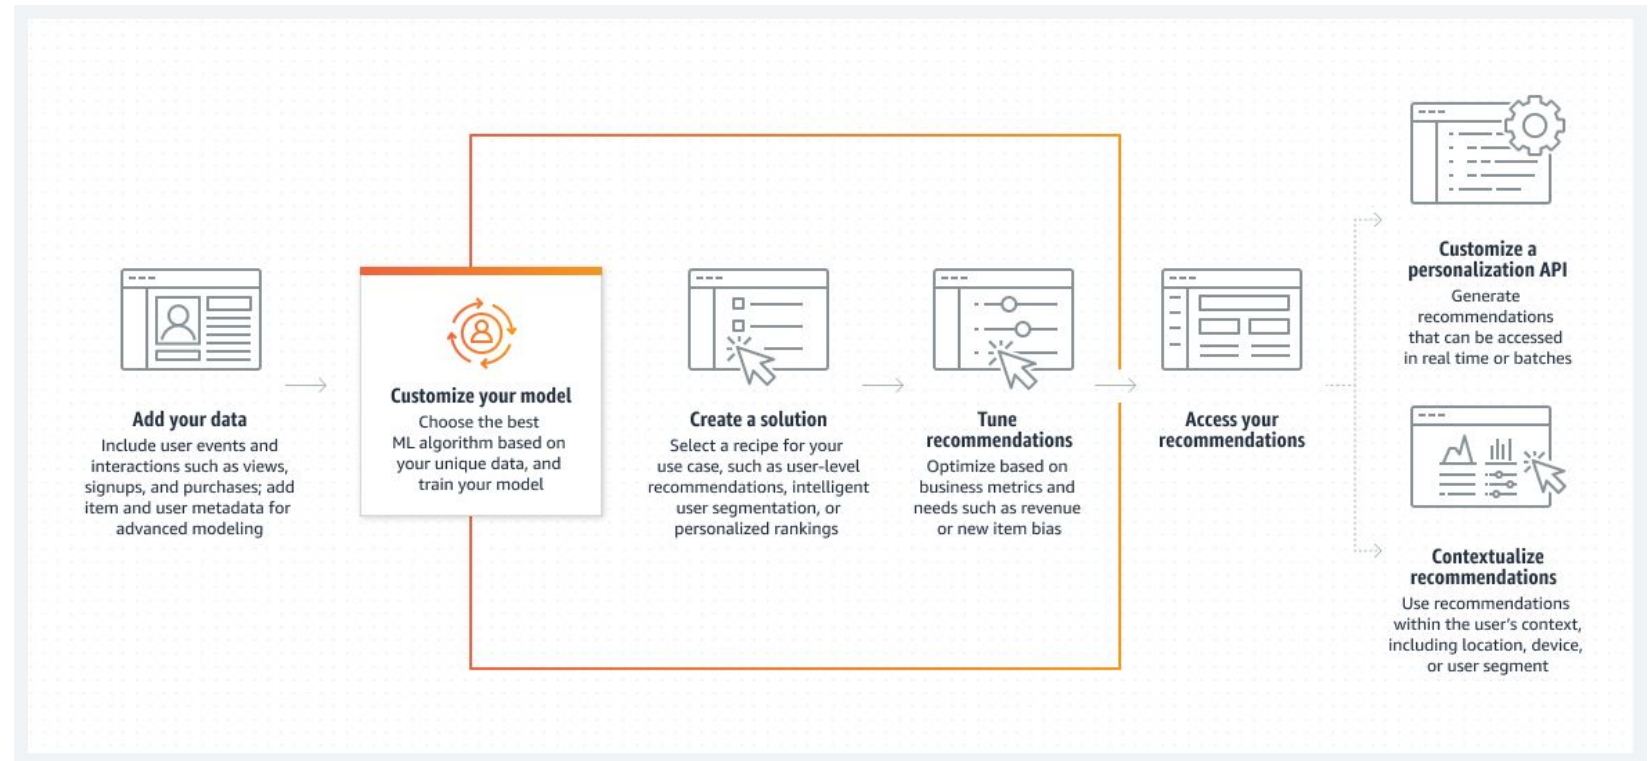 Add your data
Include user events and
interactions such as views,
signups, and purchases; add
item and user metadata for
advanced modeling
Customize your model
Choose the best
ML algorithm based on
your unique data, and
train your model
Create a solution
Select a recipe for your
use case, such as user-level
recommendations, intelligent
user segmentation, or
personalized rankings
Tune
recommendations
Optimize based on
business metrics and
needs such as revenue
or new item bias
Access your
recommendations
Customize a
personalization API
Generate
recommendations
that can be accessed
in real time or batches
Contextualize
recommendations
Use recommendations
within the user's context,
including location, device,
or user segment